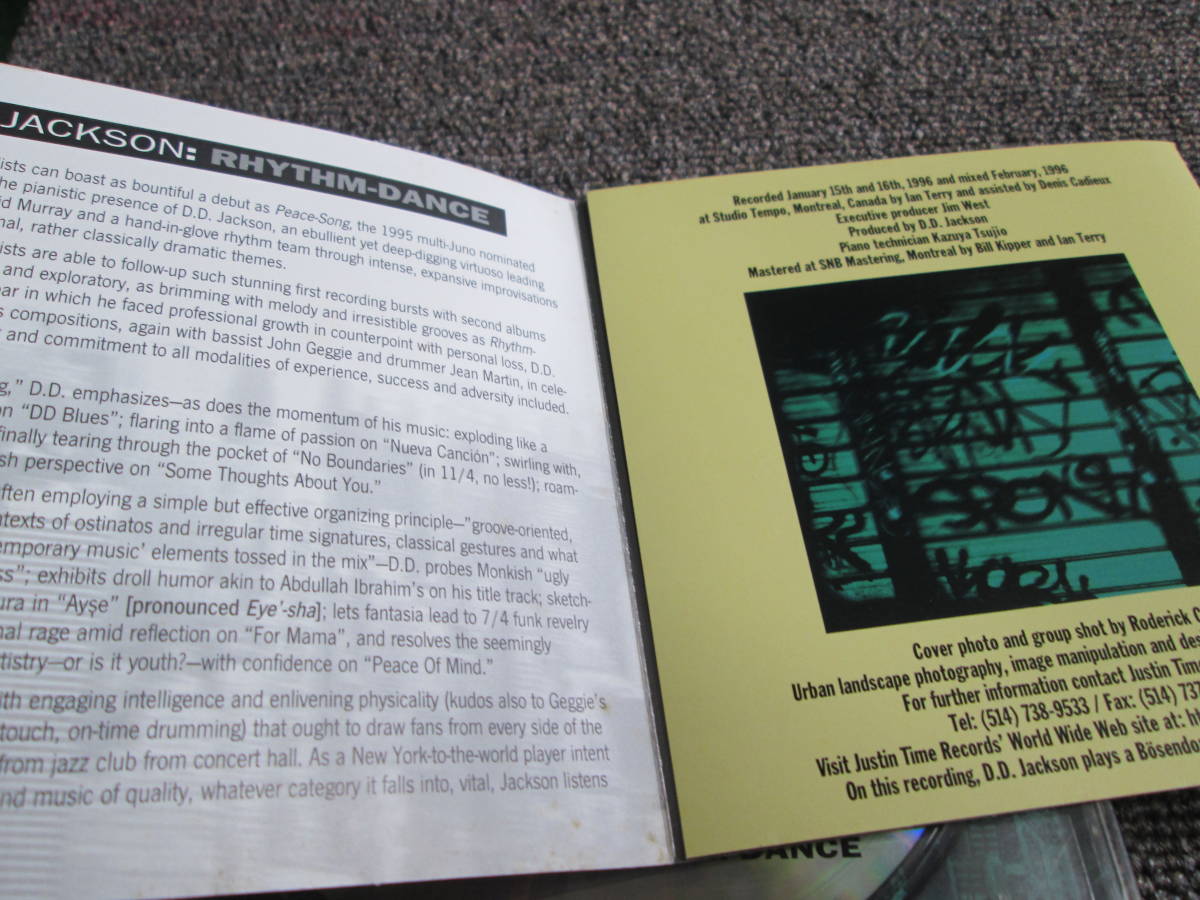 JACKSON: RHYTHM-DANCE
ists can boast as bountiful a debut as Peace-Song, the 1995 multi-Juno nominated
he pianistic presence of D.D. Jackson, an ebullient yet deep-digging virtuoso leading
id Murray and a hand-in-glove rhythm team through intense, expansive improvisations
nal, rather classically dramatic themes.
ists are able to follow-up such stunning first recording bursts with second albums
and exploratory, as brimming with melody and irresistible grooves as Rhythm-
ear in which he faced professional growth in counterpoint with personal loss, D.D.
s compositions, again with bassist John Geggie and drummer Jean Martin, in cele-
and commitment to all modalities of experience, success and adversity included.
g,” D.D. emphasizes—as does the momentum of his music: exploding like a
on “DD Blues”; flaring into a flame of passion on “Nueva Canción”; swirling with,
finally tearing through the pocket of “No Boundaries” (in 11/4, no less!); roam-
sh perspective on “Some Thoughts About You.”
ften employing a simple but effective organizing principle—”groove-oriented,
ntexts of ostinatos and irregular time signatures, classical gestures and what
emporary music’ elements tossed in the mix”—D.D. probes Monkish “ugly
ss”; exhibits droll humor akin to Abdullah Ibrahim’s on his title track; sketch-
ura in “Ayşe” [pronounced Eye’-sha]; lets fantasia lead to 7/4 funk revelry
nal rage amid reflection on “For Mama”, and resolves the seemingly
tistry—or is it youth?—with confidence on “Peace Of Mind.”
ith engaging intelligence and enlivening physicality (kudos also to Geggie’s
touch, on-time drumming) that ought to draw fans from every side of the
from jazz club from concert hall. As a New York-to-the-world player intent
nd music of quality, whatever category it falls into, vital, Jackson listens
Recorded January 15th and 16th, 1996 and mixed February, 1996
at Studio Tempo, Montreal, Canada by Ian Terry and assisted by Denis Cadieux
Executive producer Jim West
Produced by D.D. Jackson
Piano technician Kazuya Tsujio
Mastered at SNB Mastering, Montreal by Bill Kipper and Ian Terry
Cover photo and group shot by Roderick C
Urban landscape photography, image manipulation and des
For further information contact Justin Time
Tel: (514) 738-9533 / Fax: (514) 737
Visit Justin Time Records’ World Wide Web site at: h
On this recording, D.D. Jackson plays a Bösendo
DANCE